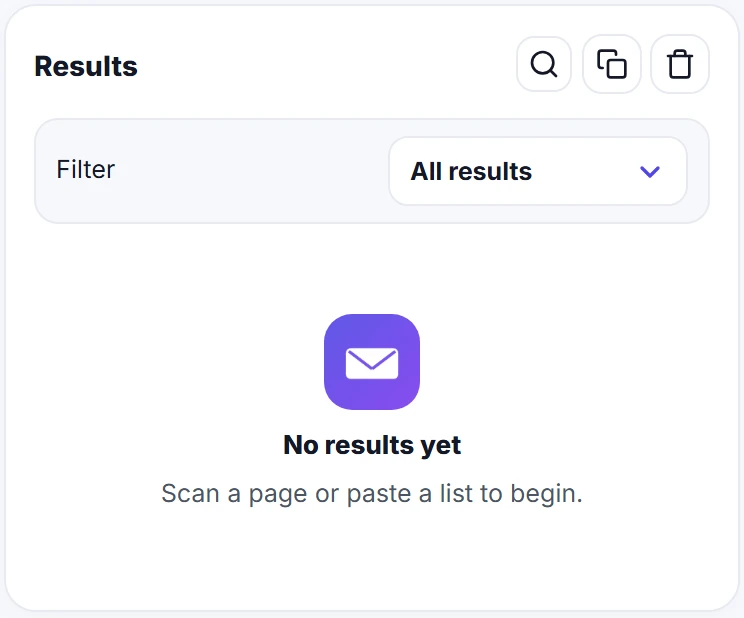 Results
Filter
All results
No results yet
Scan a page or paste a list to begin.